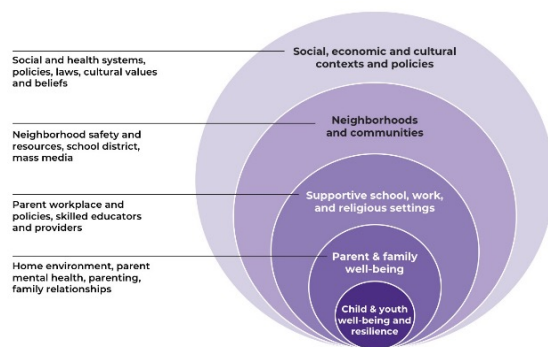 Social and health systems,
policies, laws, cultural values
and beliefs
Neighborhood safety and
resources, school district,
mass media
Parent workplace and
policies, skilled educators
and providers
Home environment, parent
mental health, parenting,
family relationships
Social, economic and cultural
contexts and policies
Neighborhoods
and communities
Supportive school, work,
and religious settings
Parent & family
well-being
Child & youth
well-being and
resilience